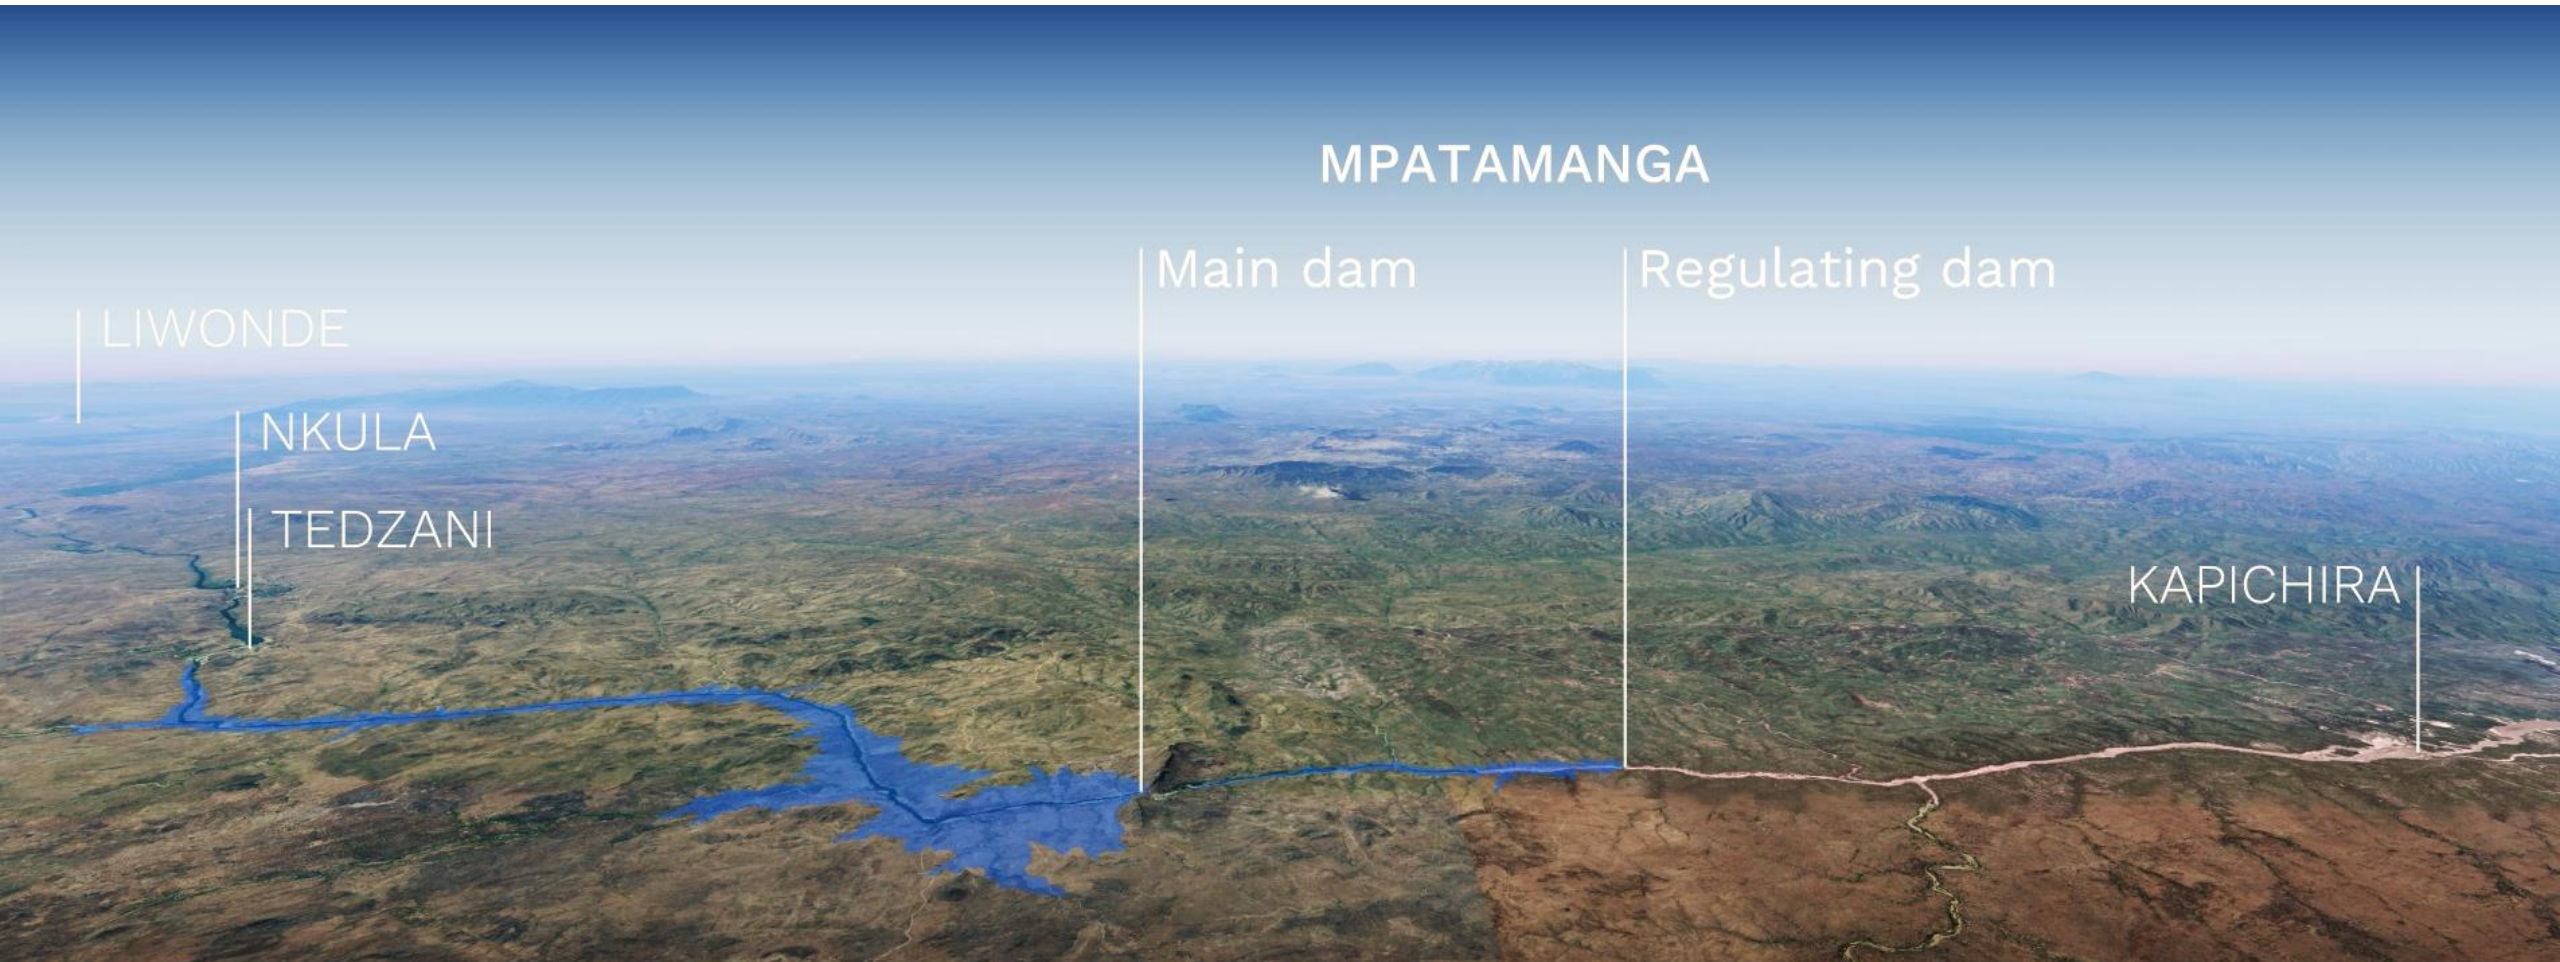 MPATAMANGA
Main dam
Regulating dam
LIWONDE
NKULA
TEDZANI
KAPICHIRA